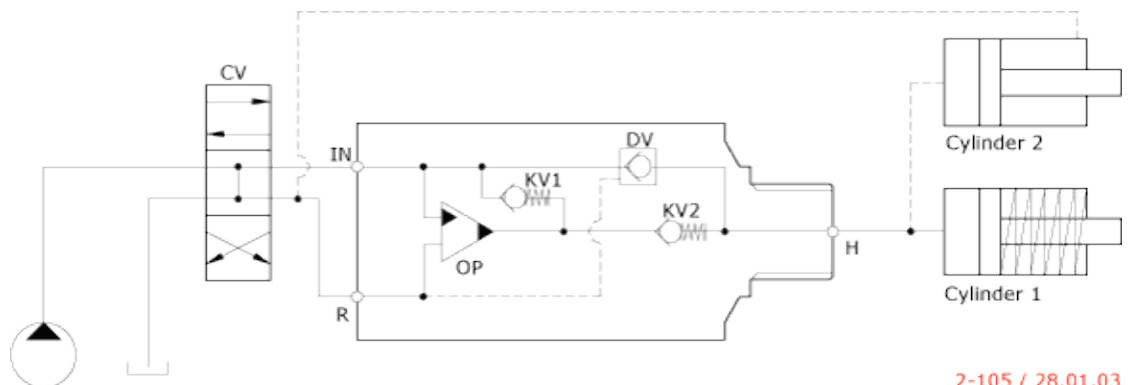 CV
Cylinder 2
IN
DV
KV1
KV2
OP
H
R
Cylinder 1
2-105 / 28.01.03